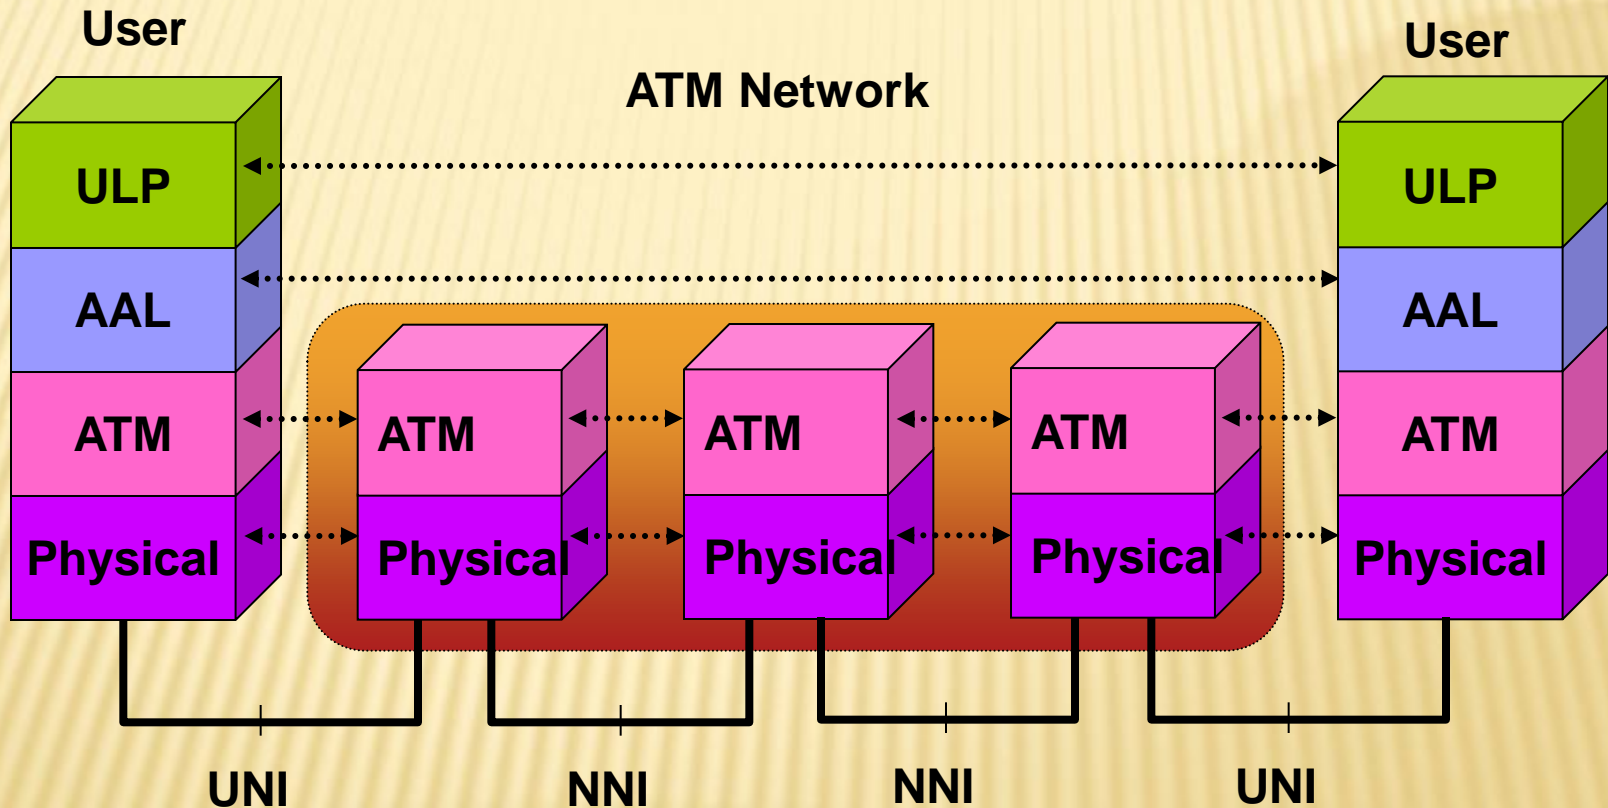 User
User
ATM Network
ULP
ULP
AAL
AAL
ATM
ATM
ATM
ATM
ATM
Physical
Physical
Physical
Physical
Physical
UNI
NNI
NNI
UNI